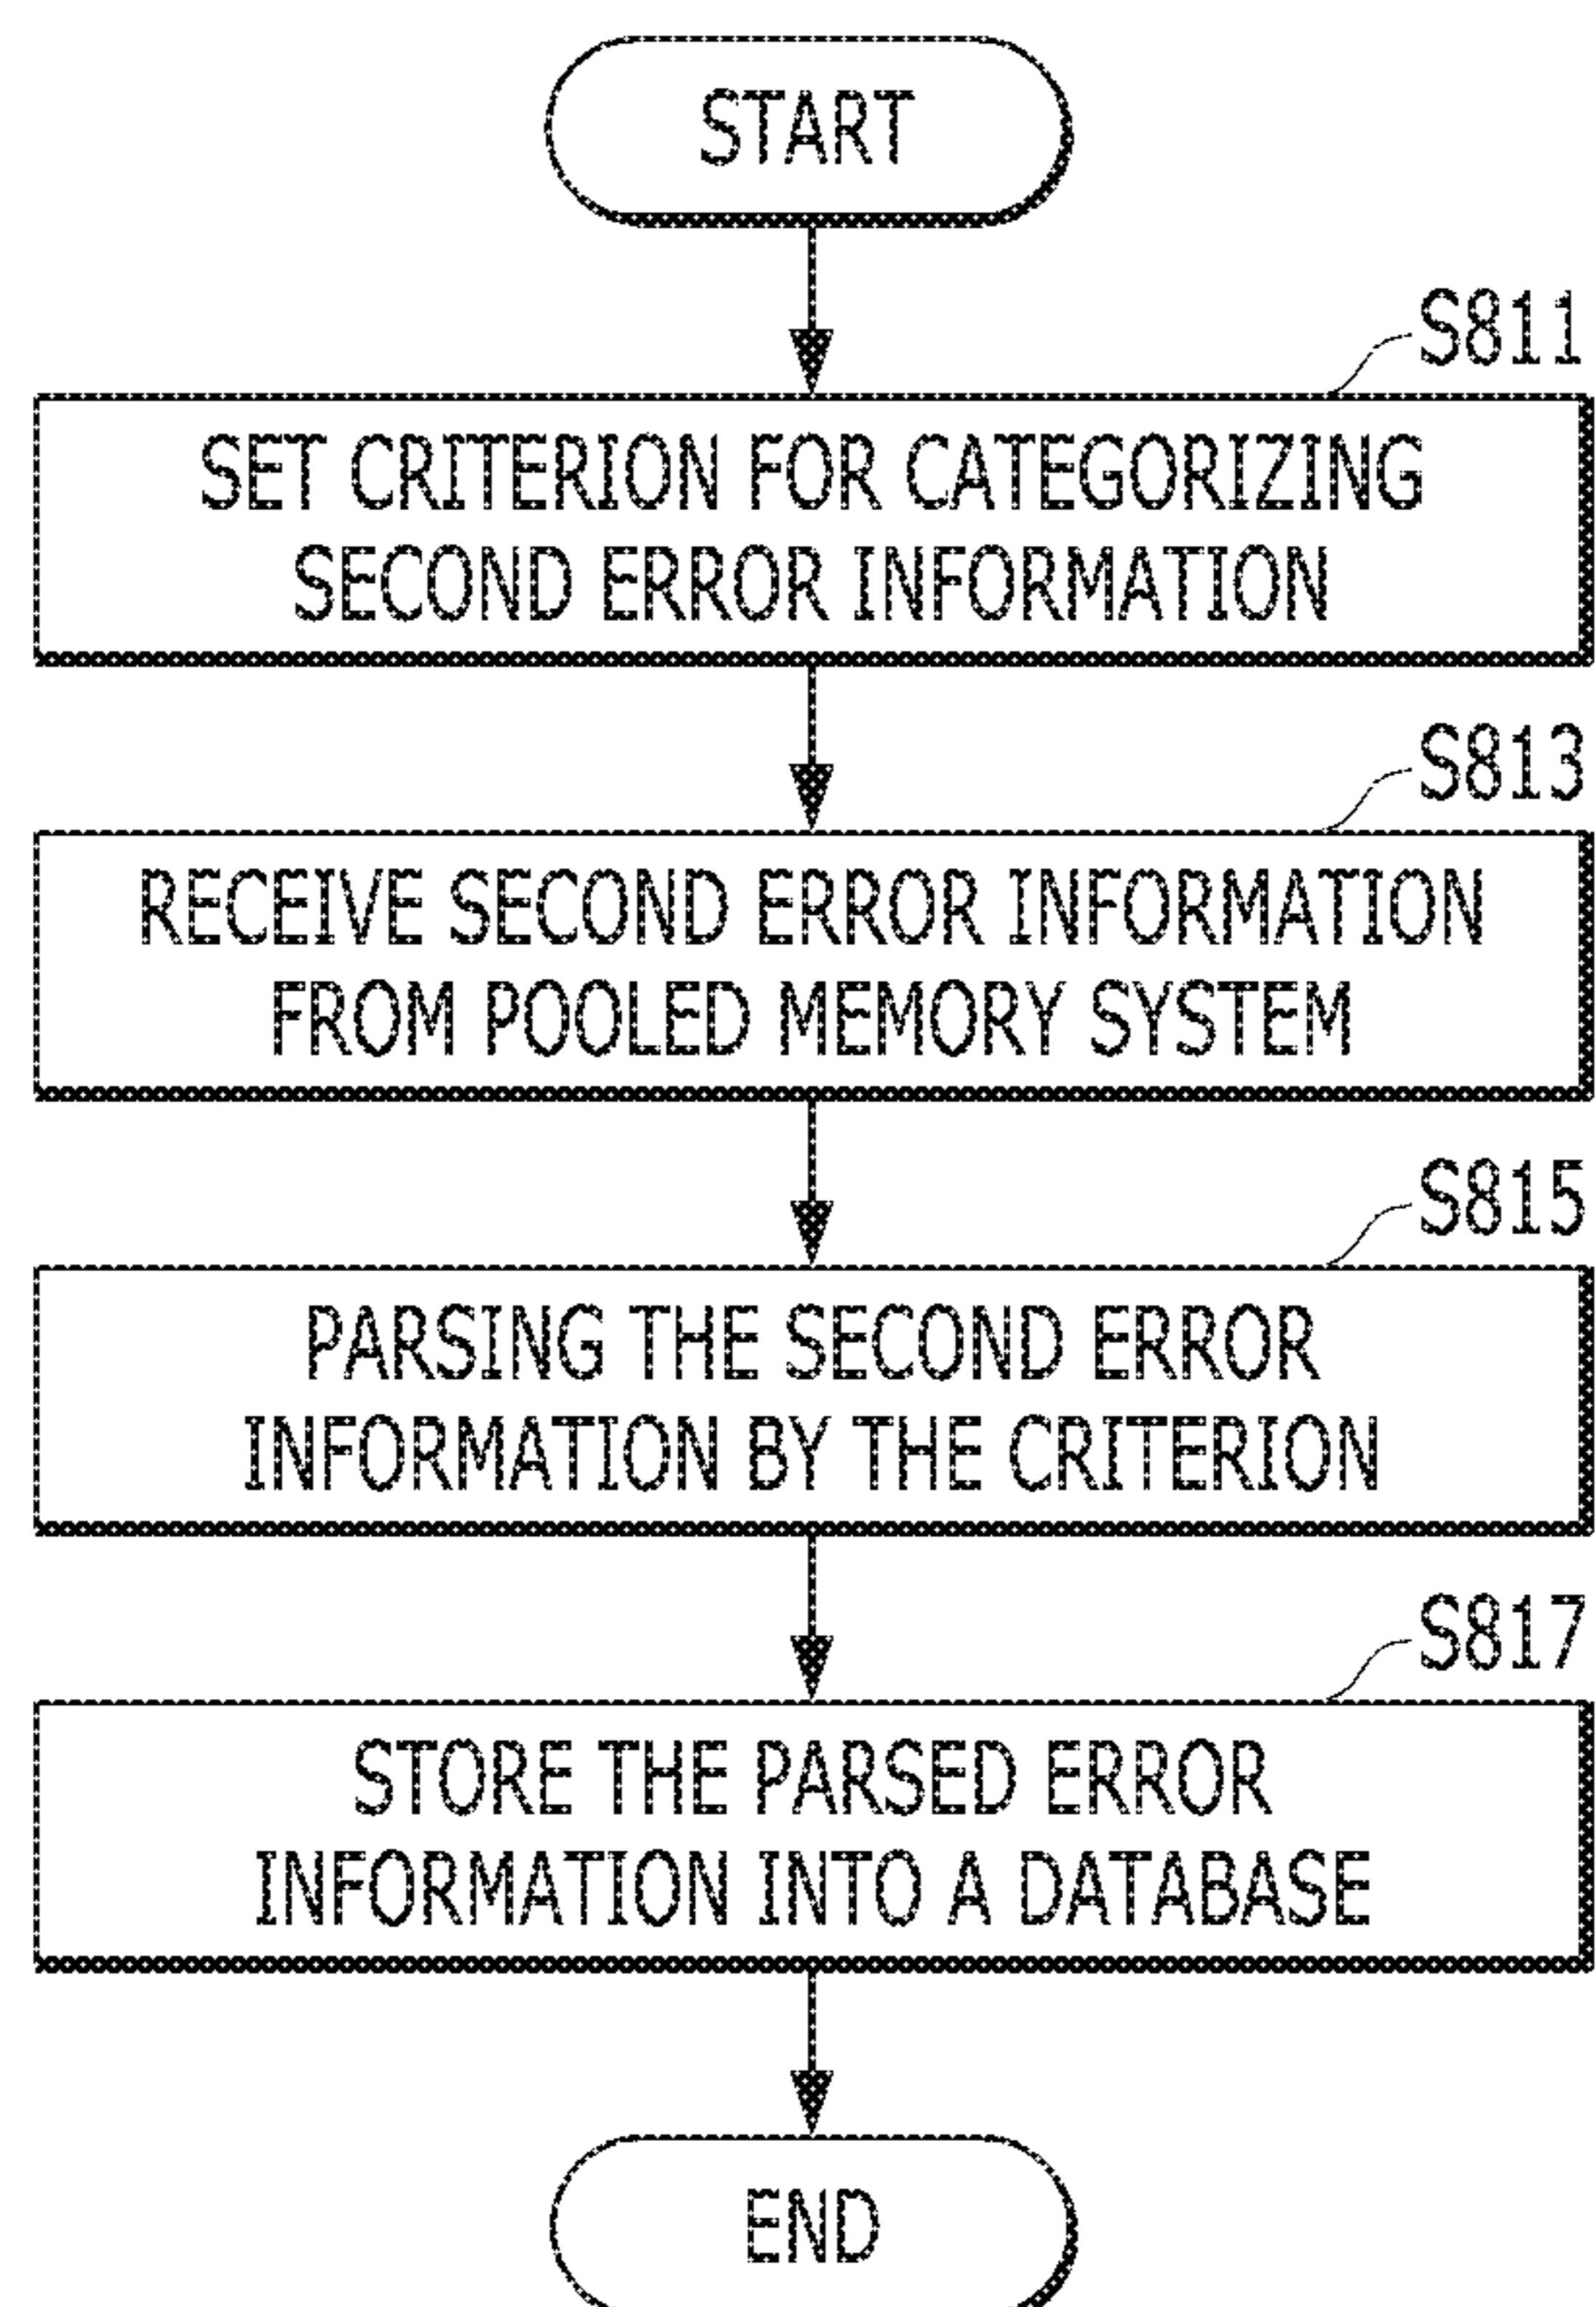 START
S811
SET CRITERION FOR CATEGORIZING
SECOND ERROR INFORMATION
S813
RECEIVE SECOND ERROR INFORMATION
FROM POOLED MEMORY SYSTEM
S815
PARSING THE SECOND ERROR
INFORMATION BY THE CRITERION
S817
STORE THE PARSED ERROR
INFORMATION INTO A DATABASE
END